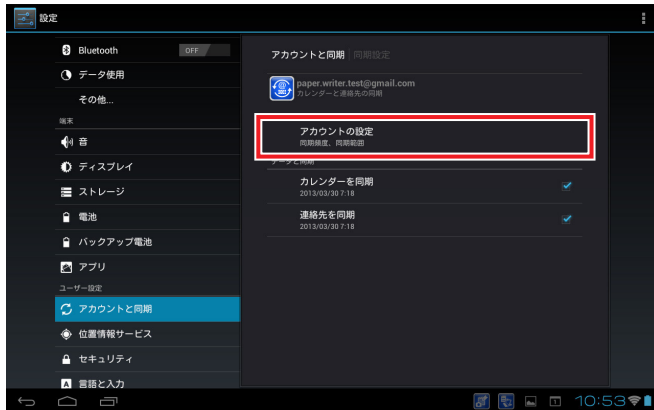 設定
Bluetooth
OFF
データ使用
その他...
端末
音
ディスプレイ
ストレージ
電池
バックアップ電池
アプリ
ユーザー設定
アカウントと同期
位置情報サービス
セキュリティ
言語と入力
アカウントと同期 同期設定
paper.writer.test@gmail.com
カレンダーと連絡先の同期
アカウントの設定
同期頻度、同期範囲
データと同期
カレンダーを同期
2013/03/30 7:18
連絡先を同期
2013/03/30 7:18
10:53